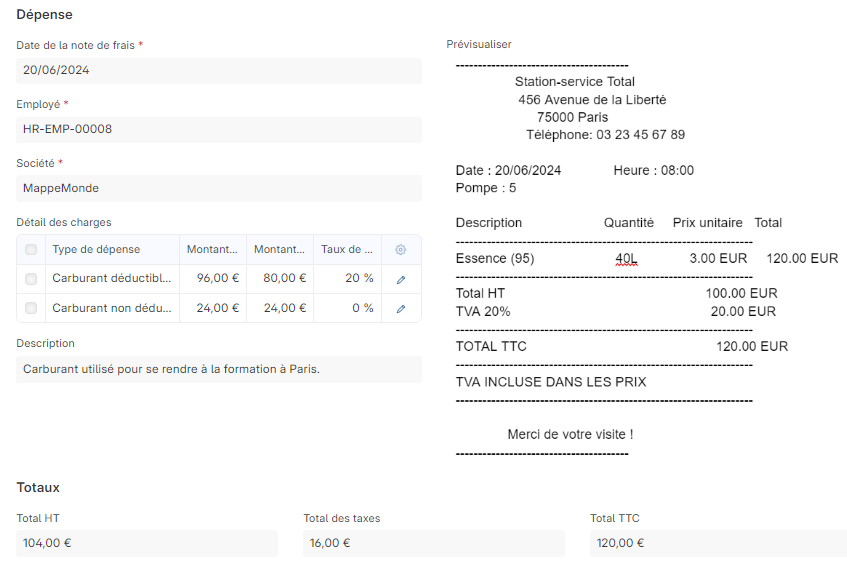 Dépense
Date de la note de frais *
20/06/2024
Employé *
HR-EMP-00008
Société *
MappeMonde
Détail des charges
Type de dépense Montant... Montant... Taux de ...
Carburant déductibl... 96,00 € 80,00 € 20 %
Carburant non dédu... 24,00 € 24,00 € 0 %
Description
Carburant utilisé pour se rendre à la formation à Paris.
Prévisualiser
---------------------------------------
Station-service Total
456 Avenue de la Liberté
75000 Paris
Téléphone: 03 23 45 67 89
Date : 20/06/2024 Heure : 08:00
Pompe : 5
Description Quantité Prix unitaire Total
-------------------------------------------------------------------
Essence (95) 40L 3.00 EUR 120.00 EUR
-------------------------------------------------------------------
Total HT 100.00 EUR
TVA 20% 20.00 EUR
-------------------------------------------------------------------
TOTAL TTC 120.00 EUR
-------------------------------------------------------------------
TVA INCLUSE DANS LES PRIX
-------------------------------------------------------------------
Merci de votre visite !
---------------------------------------
Totaux
Total HT Total des taxes Total TTC
104,00 € 16,00 € 120,00 €